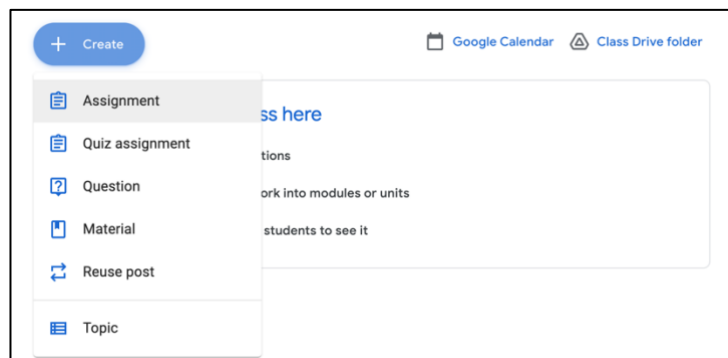 Create
Google Calendar
Class Drive folder
Assignment
ss here
Quiz assignment
tions
Question
ork into modules or units
Material
students to see it
Reuse post
Topic